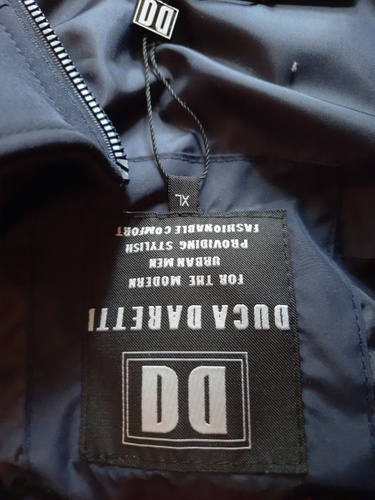 DD
DUCA DARETTI
FOR THE MODERN
URBAN MEN
PROVIDING STYLISH
FASHIONABLE COMFORT
XL
DD